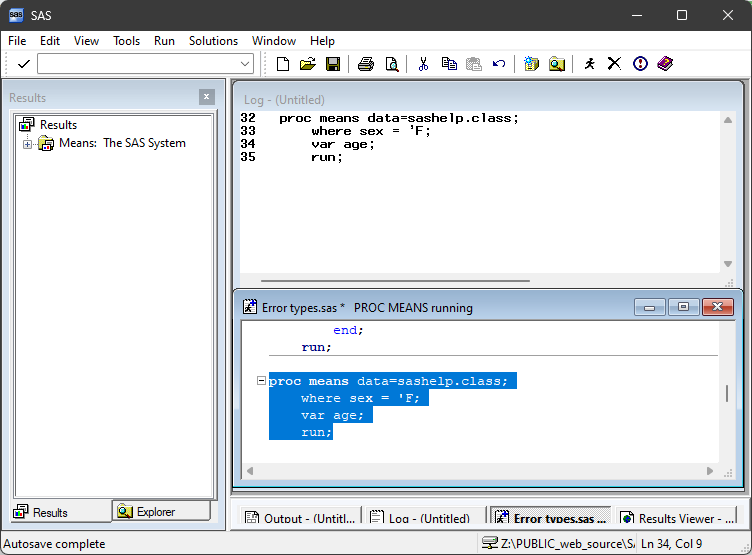 SAS
File Edit View Tools Run Solutions Window Help
Results
Results
Means: The SAS System
Results
Explorer
Log - (Untitled)
32 proc means data=sashelp.class;
33 where sex = 'F;
34 var age;
35 run;
Error types.sas * PROC MEANS running
end;
run;
proc means data=sashelp.class;
where sex = 'F;
var age;
run;
Output - (Untitl...
Log - (Untitled)
Error types.sas ...
Results Viewer - ...
Autosave complete
Z:\PUBLIC_web_source\SA
Ln 34, Col 9